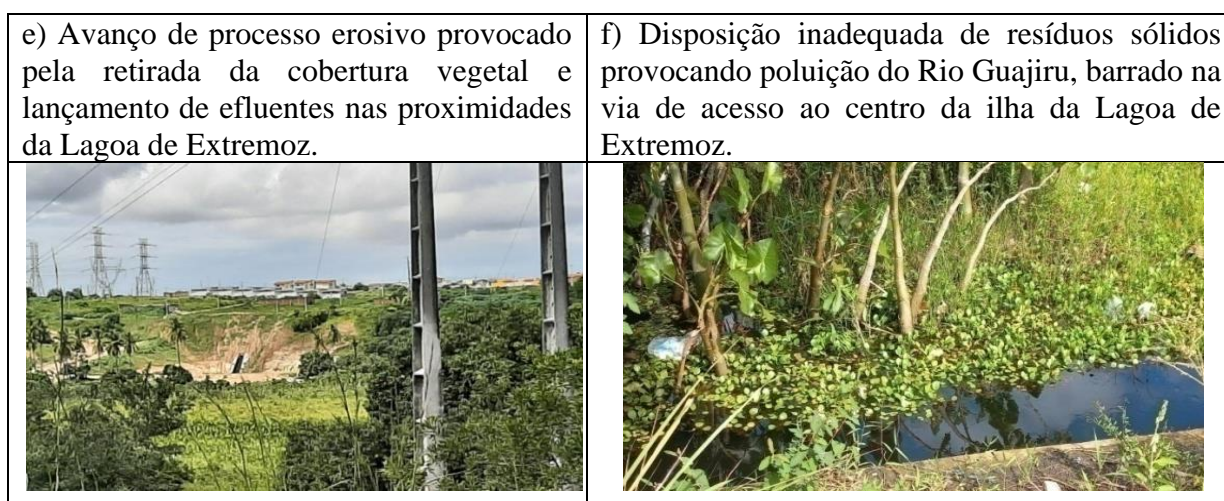 e) Avanço de processo erosivo provocado
pela retirada da cobertura vegetal e
lançamento de efluentes nas proximidades
da Lagoa de Extremoz.
f) Disposição inadequada de resíduos sólidos
provocando poluição do Rio Guajiru, barrado na
via de acesso ao centro da ilha da Lagoa de
Extremoz.